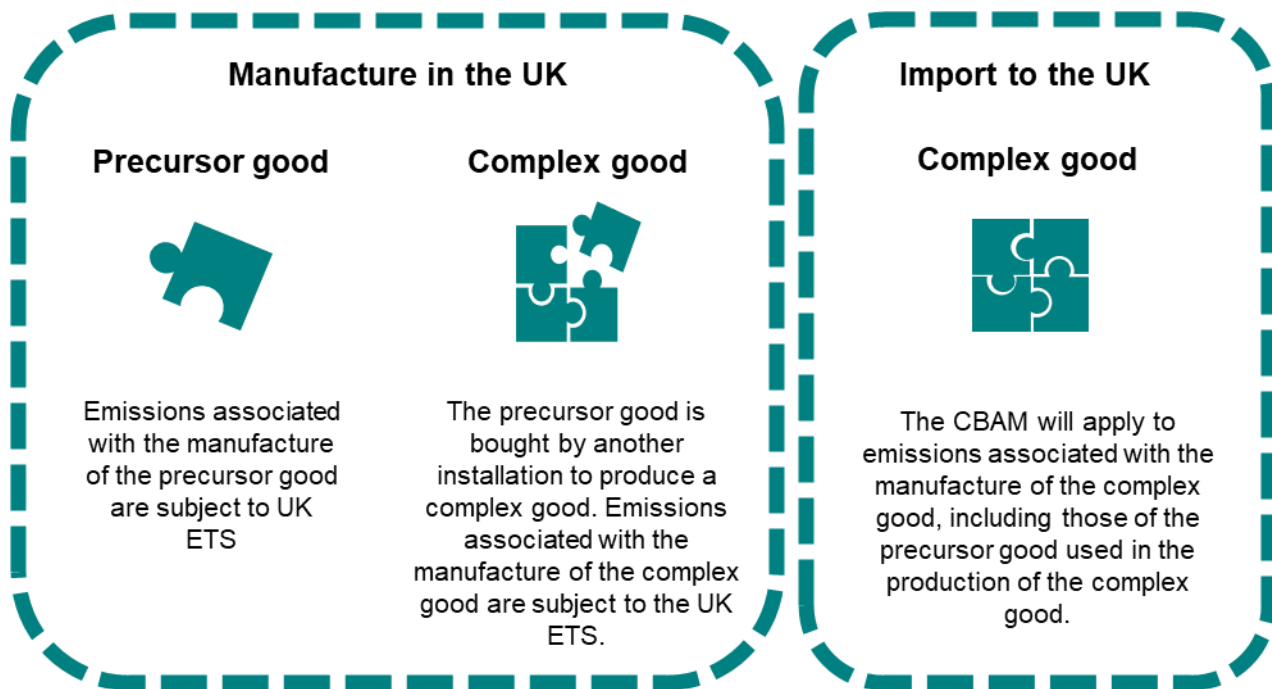 Manufacture in the UK
Precursor good
Emissions associated
with the manufacture
of the precursor good
are subject to UK
ETS
Complex good
The precursor good is
bought by another
installation to produce a
complex good. Emissions
associated with the
manufacture of the complex
good are subject to the UK
ETS.
Import to the UK
Complex good
The CBAM will apply to
emissions associated with the
manufacture of the complex
good, including those of the
precursor good used in the
production of the complex
good.